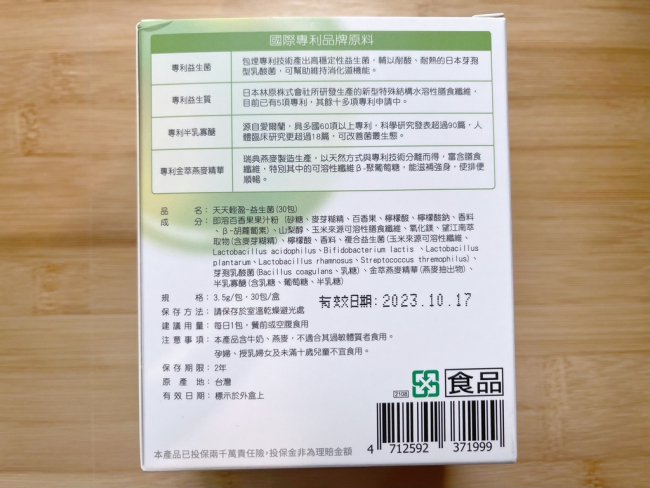 國際專利品牌原料
專利益生菌
包埋專利技術產出高穩定性益生菌，輔以耐酸、耐熱的日本芽孢
型乳酸菌，可幫助維持消化道機能。
專利益生質
日本林原株式會社所研發生產的新型特殊結構水溶性膳食纖維，
目前已有5項專利，其餘十多項專利申請中。
專利半乳寡醣
源自愛爾蘭，具多國60項以上專利，科學研究發表超過90篇，人
體臨床研究更超過18篇，可改善菌叢生態。
專利金萃燕麥精華
瑞典燕麥製造生產，以天然方式與專利技術分離而得，富含膳食
纖維，特別其中的可溶性纖維β-聚葡萄糖，能滋補強身，使排便
順暢。
品名：天天輕盈-益生菌(30包)
成分：即溶百香果果汁粉 (砂糖、麥芽糊精、百香果、檸檬酸、檸檬酸鈉、香料
、β-胡蘿蔔素)、山梨醇、玉米來源可溶性膳食纖維、氧化鎂、望江南萃
取物(含麥芽糊精)、檸檬酸、香料、複合益生菌(玉米來源可溶性纖維、
Lactobacillus acidophilus、Bifidobacterium lactis 、Lactobacillus
plantarum、Lactobacillus rhamnosus、Streptococcus thremophilus)、
芽孢乳酸菌(Bacillus coagulans、乳糖)、金萃燕麥精華(燕麥抽出物)、
半乳寡醣(含乳糖、葡萄糖、半乳糖)
規格：3.5g/包，30包/盒
有效日期:2023.10.17
保存方法：請保存於室溫乾燥避光處
建議用量：每日1包，餐前或空腹食用
注意事項：本產品含牛奶、燕麥，不適合其過敏體質者食用。
孕婦、授乳婦女及未滿十歲兒童不宜食用。
保存期限：2年
原產地：台灣
有效日期：標示於外盒上
2108
食品
4 712592 371999
本產品已投保兩千萬責任險，投保金非為理賠金額